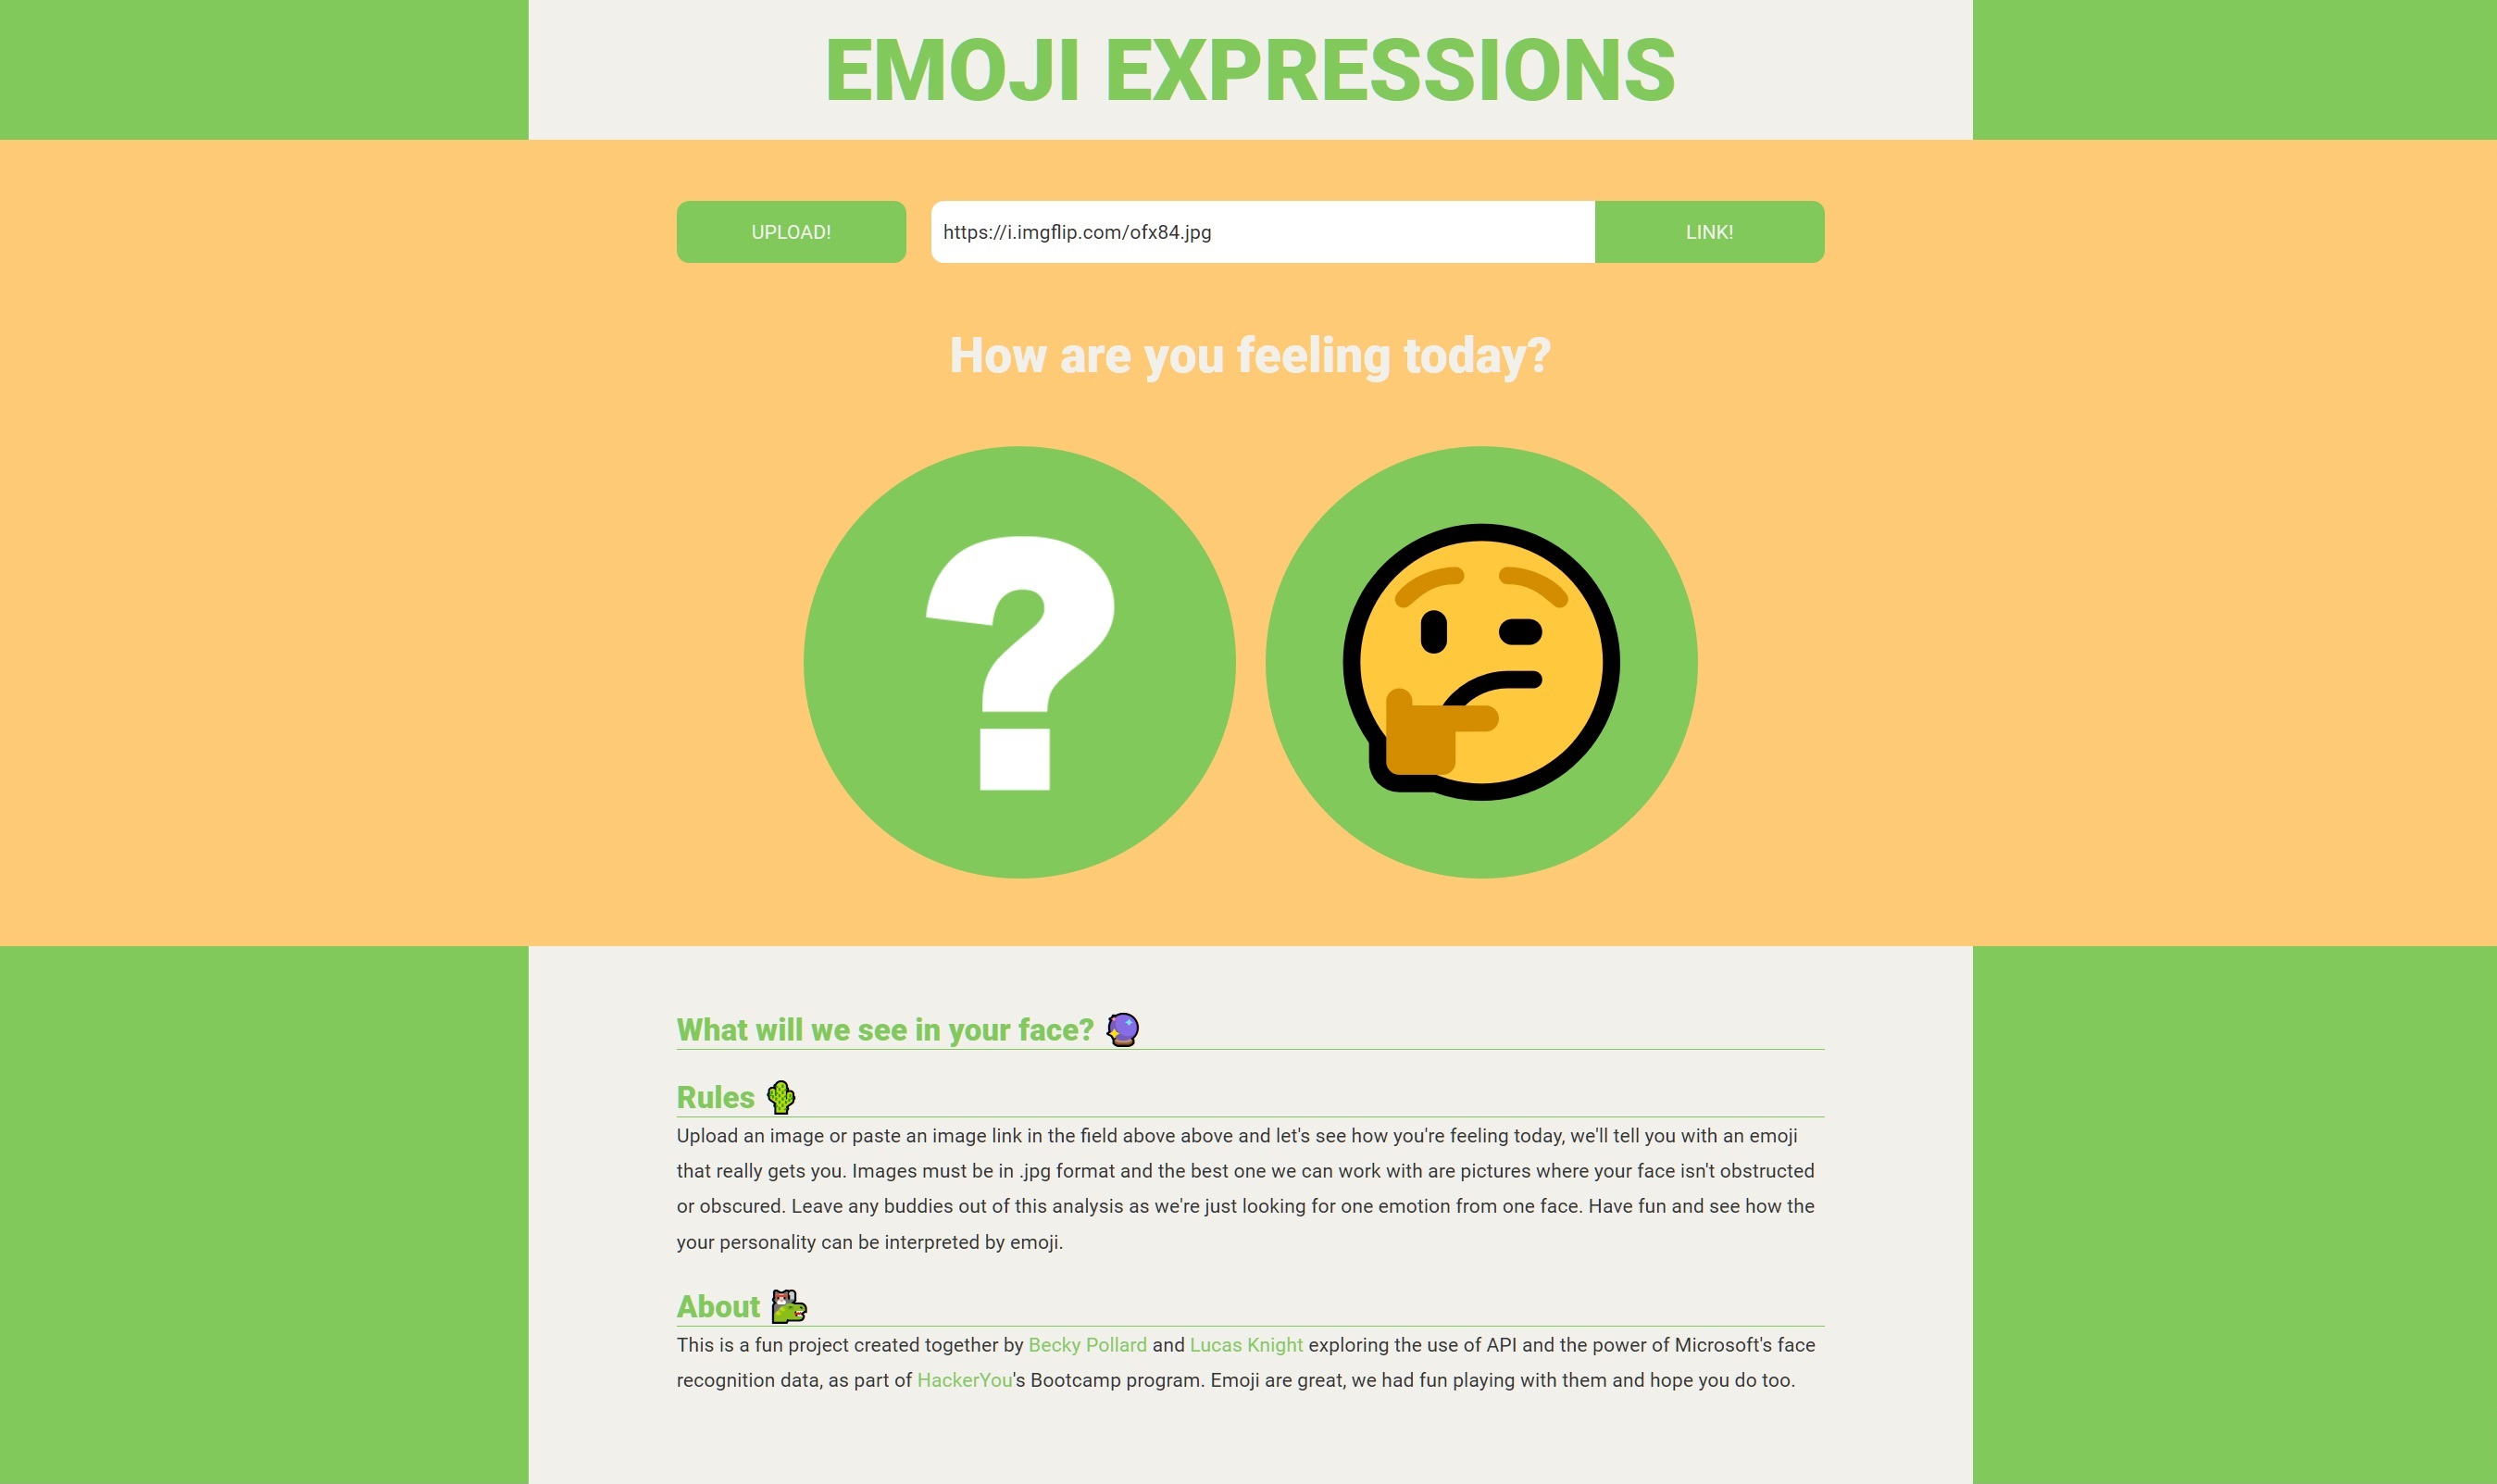 EMOJI EXPRESSIONS
UPLOAD!
https://i.imgflip.com/ofx84.jpg
LINK!
How are you feeling today?
?
What will we see in your face? 🔮
Rules 🌵
Upload an image or paste an image link in the field above above and let's see how you're feeling today, we'll tell you with an emoji
that really gets you. Images must be in .jpg format and the best one we can work with are pictures where your face isn't obstructed
or obscured. Leave any buddies out of this analysis as we're just looking for one emotion from one face. Have fun and see how the
your personality can be interpreted by emoji.
About
This is a fun project created together by Becky Pollard and Lucas Knight exploring the use of API and the power of Microsoft's face
recognition data, as part of HackerYou's Bootcamp program. Emoji are great, we had fun playing with them and hope you do too.